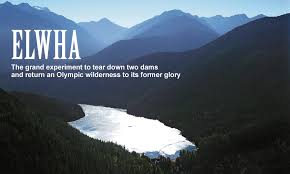 ELWHA
The grand experiment to tear down two dams
and return an Olympic wilderness to its former glory